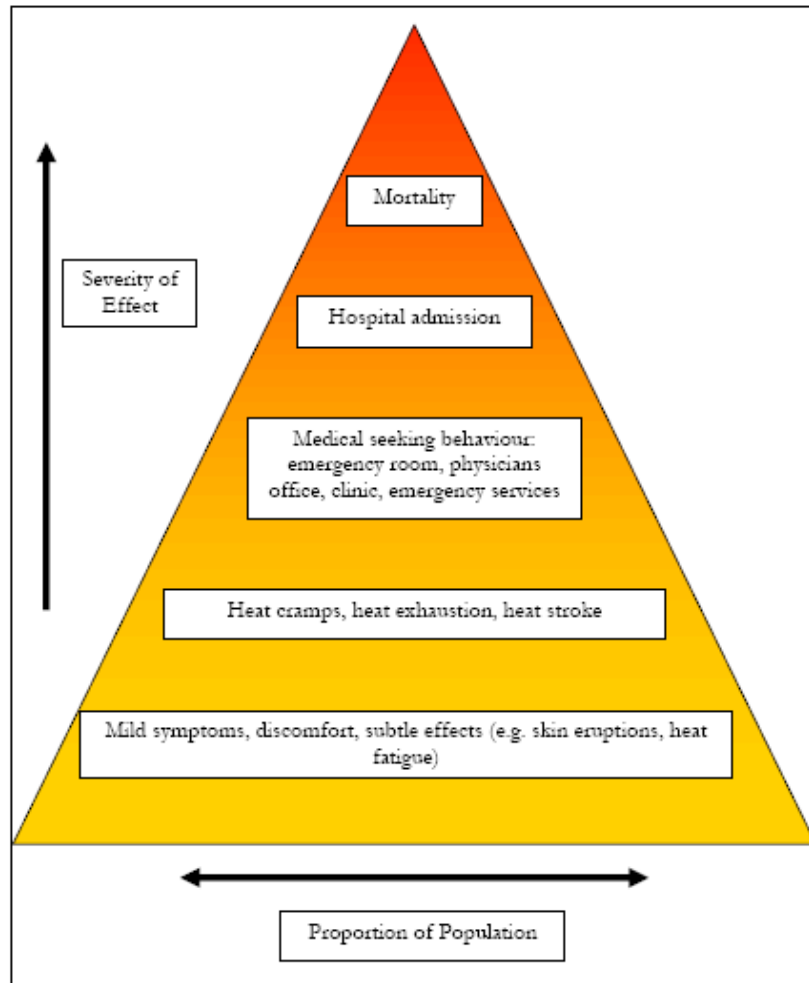 Mortality
Severity of
Effect
Hospital admission
Medical seeking behaviour:
emergency room, physicians
office, clinic, emergency services
Heat cramps, heat exhaustion, heat stroke
Mild symptoms, discomfort, subtle effects (e.g. skin eruptions, heat
fatigue)
Proportion of Population